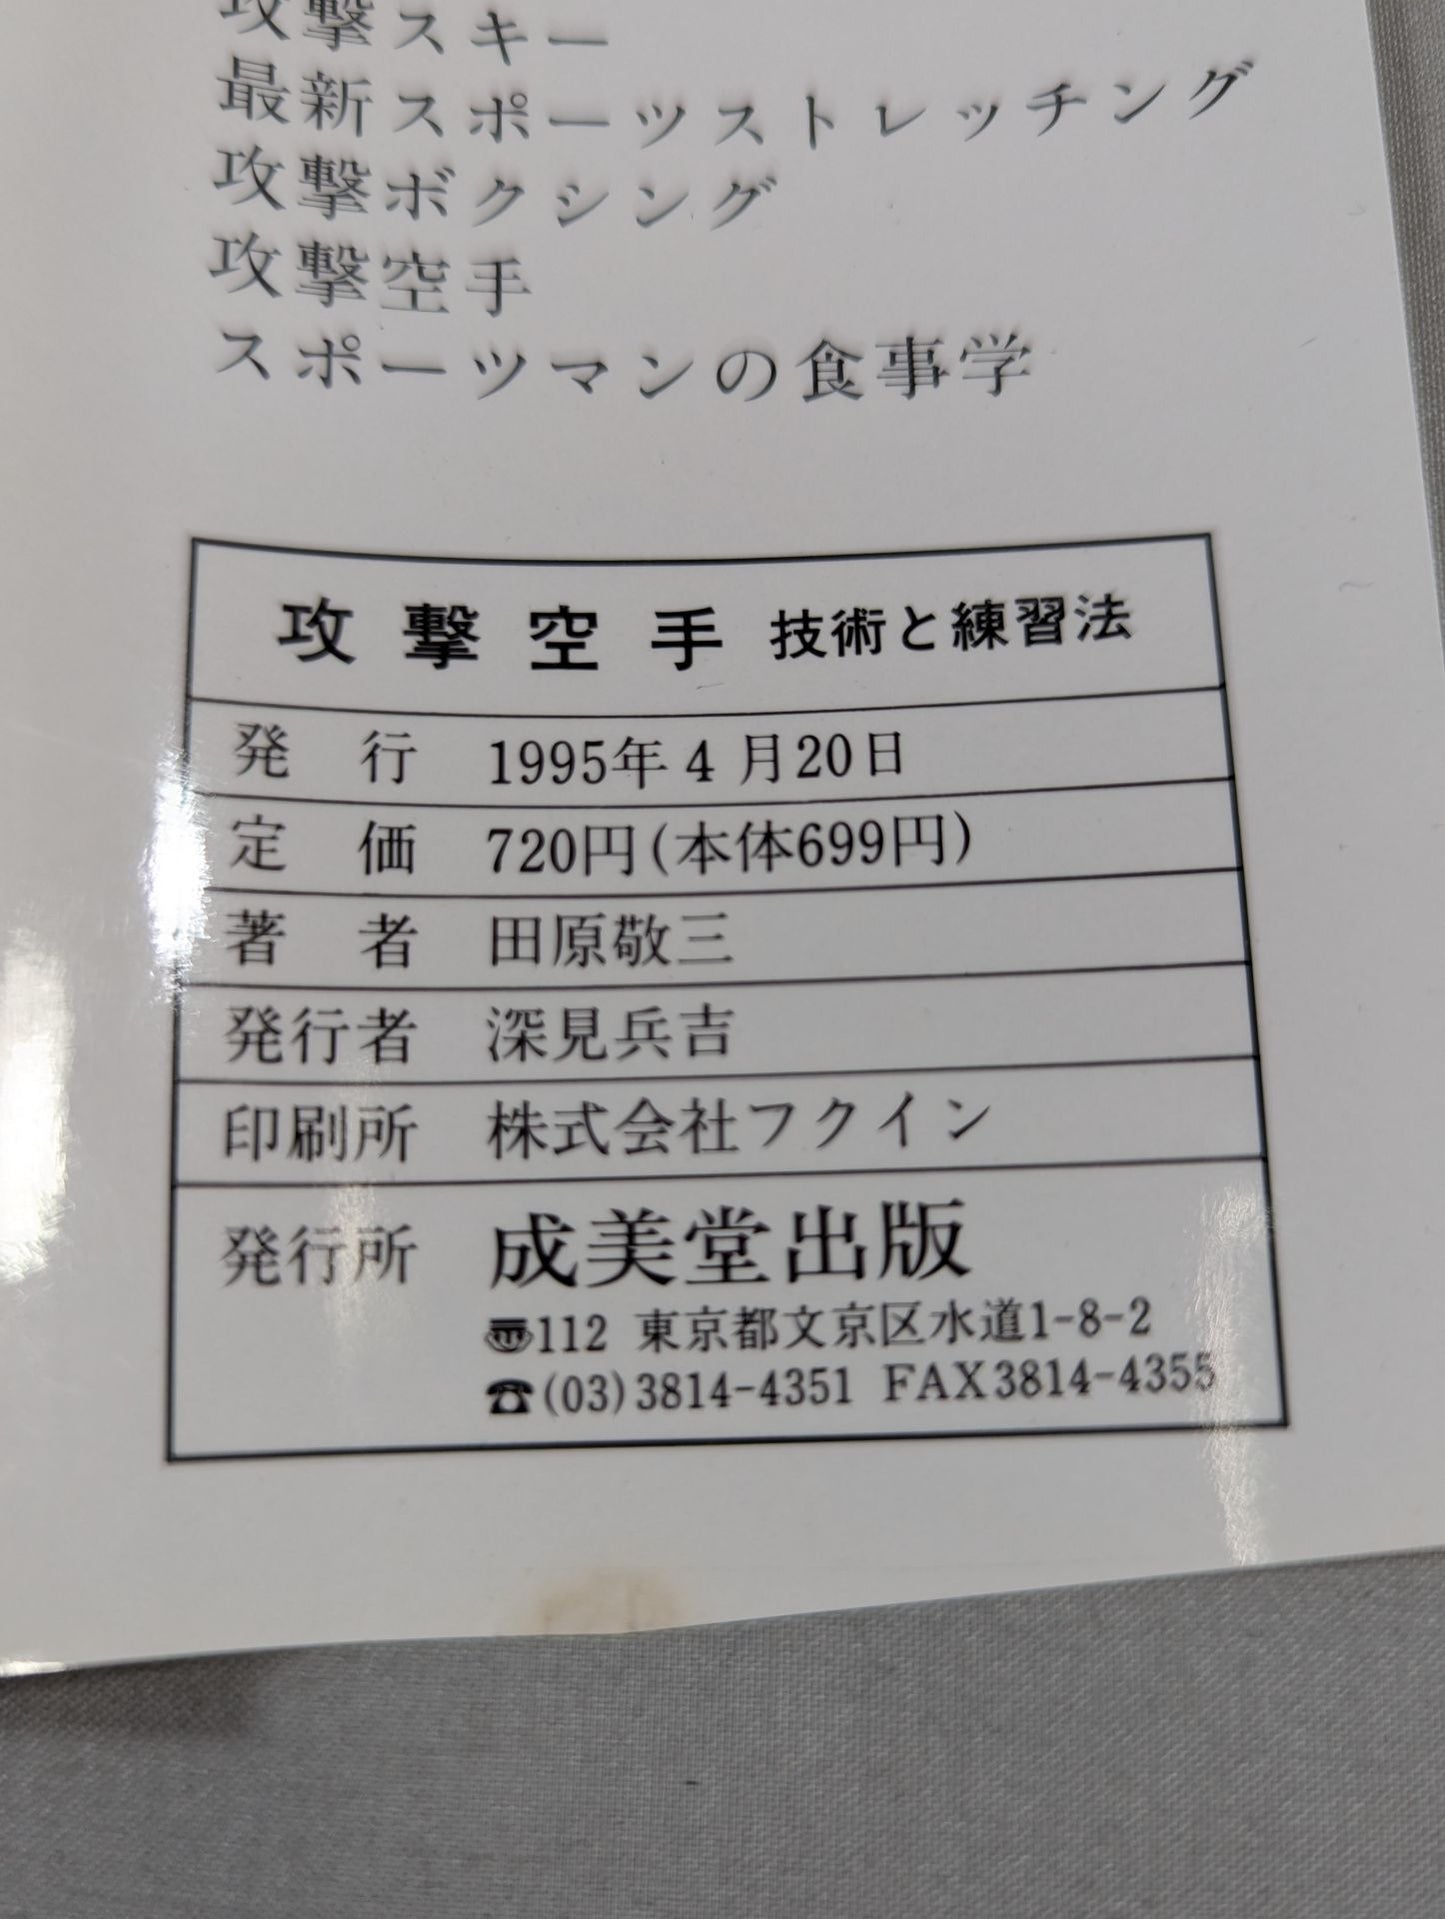 攻撃スキー
最新スポーツストレッチング
攻撃ボクシング
攻撃空手
スポーツマンの食事学
攻撃空手 技術と練習法
発行 1995年4月20日
定価 720円(本体699円)
著者 田原敬三
発行者 深見兵吉
印刷所 株式会社フクイン
発行所 成美堂出版
〠112 東京都文京区水道1-8-2
☎(03)3814-4351 FAX3814-4355